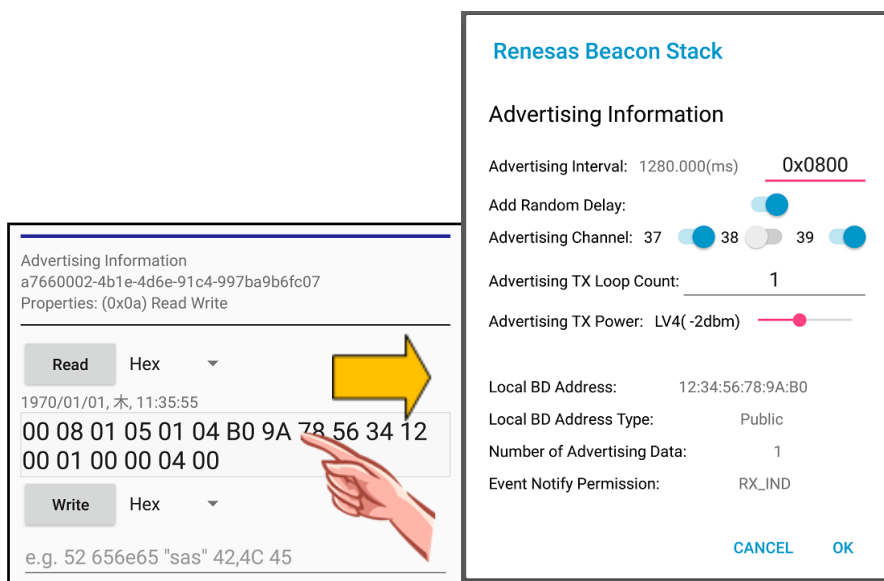 Advertising Information
a7660002-4b1e-4d6e-91c4-997ba9b6fc07
Properties: (0x0a) Read Write
Read Hex
1970/01/01, 木, 11:35:55
00 08 01 05 01 04 B0 9A 78 56 34 12
00 01 00 00 04 00
Write Hex
e.g. 52 656e65 "sas" 42,4C 45
Renesas Beacon Stack
Advertising Information
Advertising Interval: 1280.000(ms) 0x0800
Add Random Delay:
Advertising Channel: 37 38 39
Advertising TX Loop Count: 1
Advertising TX Power: LV4( -2dbm)
Local BD Address: 12:34:56:78:9A:B0
Local BD Address Type: Public
Number of Advertising Data: 1
Event Notify Permission: RX_IND
CANCEL OK